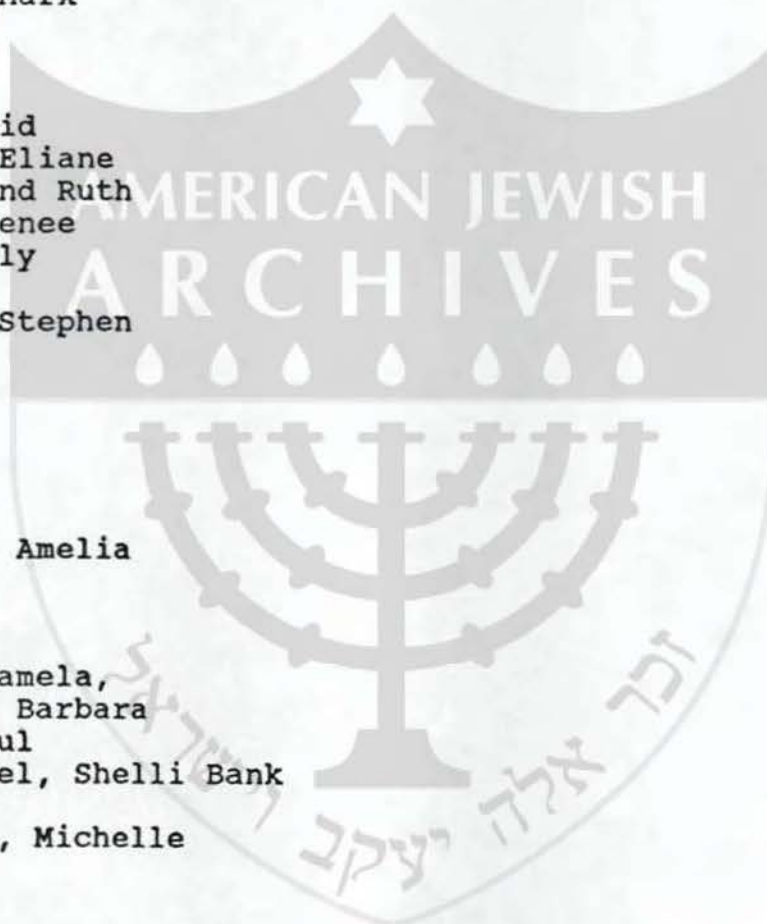 id
Eliane
nd Ruth
AMERICAN JEWISH
enee
ly
ARCHIVES
Stephen
Amelia
amela,
Barbara
ul
el, Shelli Bank
, Michelle
זכר אלה יעקב וישראל